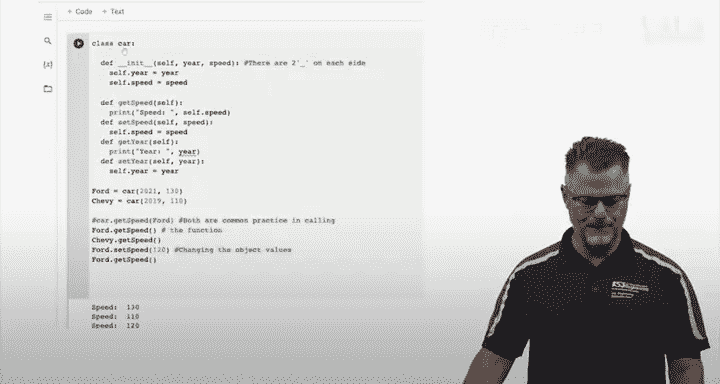 + Code + Text
class car:
def __init__(self, year, speed): #There are 2'_' on each side
self.year = year
self.speed = speed
def getSpeed(self):
print("Speed: ", self.speed)
def setSpeed(self, speed):
self.speed = speed
def getYear(self):
print("Year: ", year)
def setYear(self, year):
self.year = year
Ford = car(2021, 130)
Chevy = car(2019, 110)
#car.getSpeed(Ford) #Both are common practice in calling
Ford.getSpeed() # the function
Chevy.getSpeed()
Ford.setSpeed(120) #Changing the object values
Ford.getSpeed()
Speed: 130
Speed: 110
Speed: 120